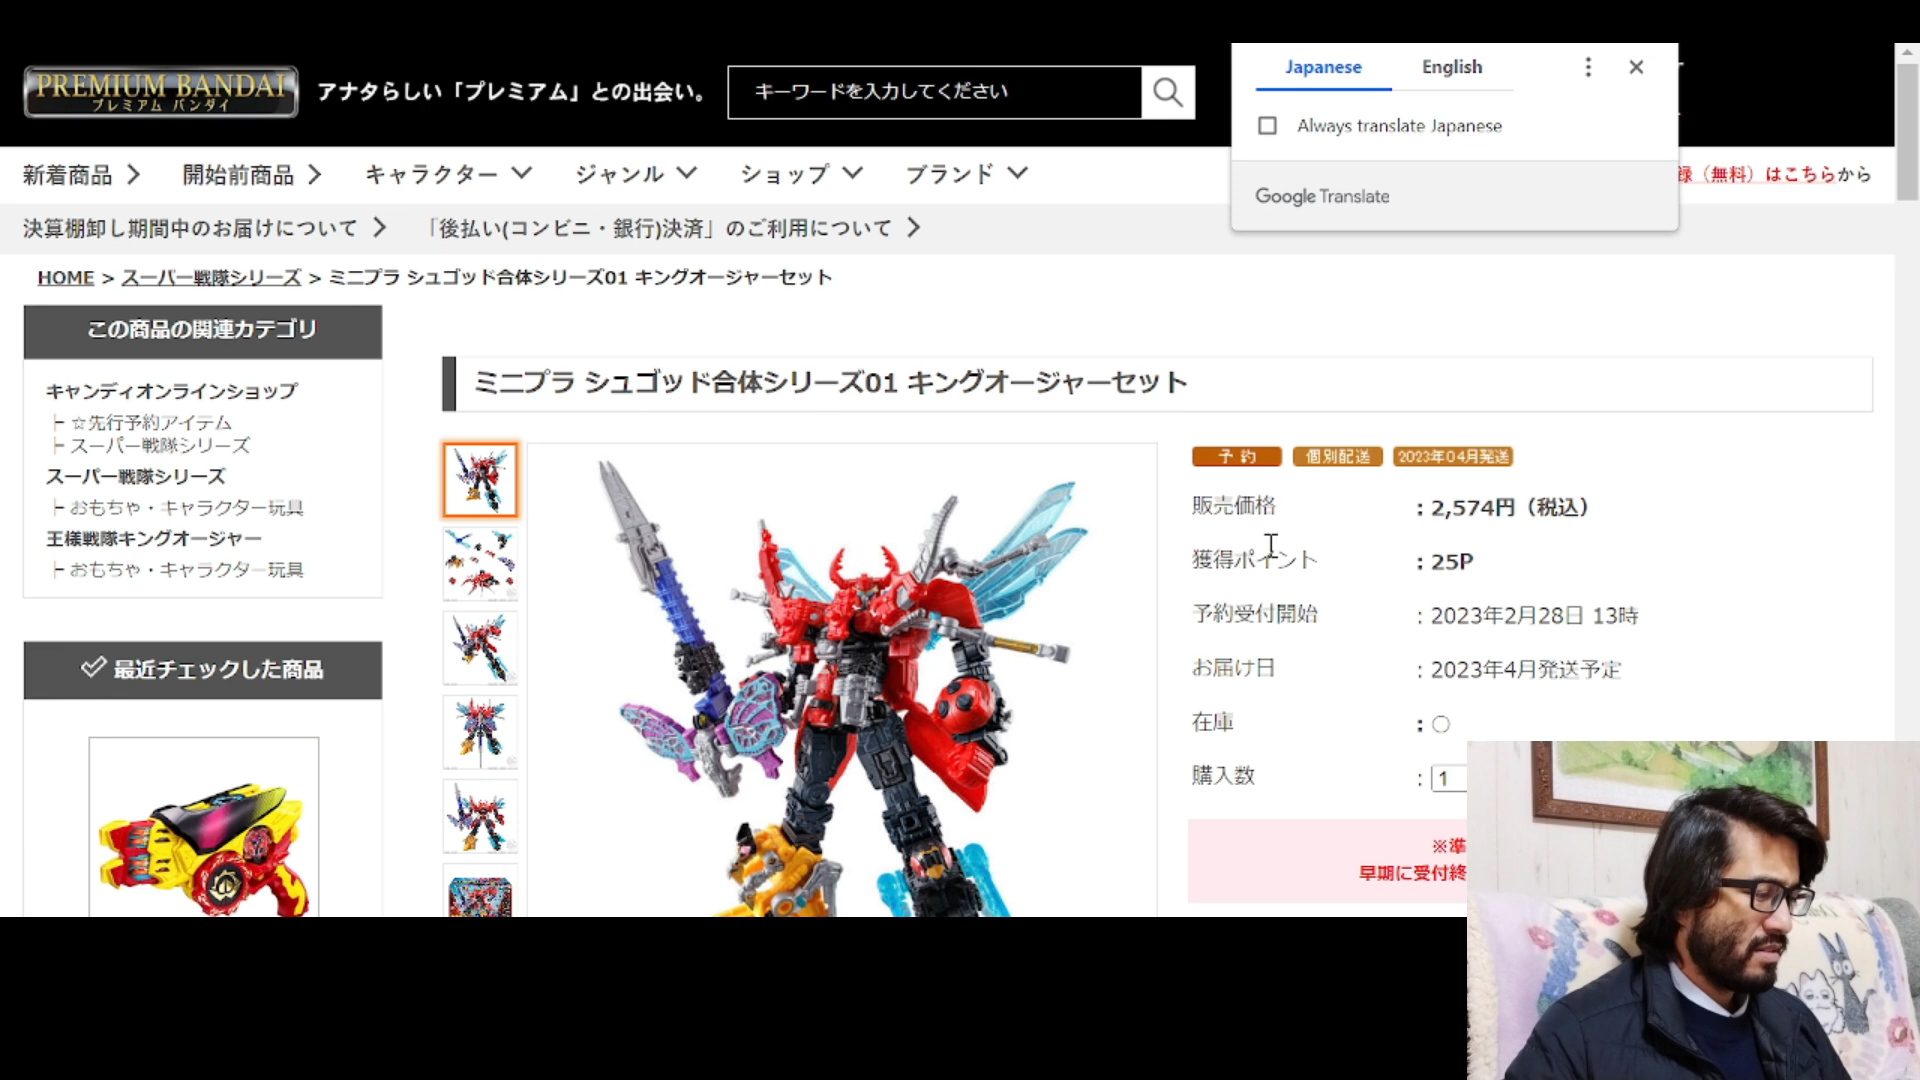 PREMIUM BANDAI
プレミアム バンダイ
アナタらしい「プレミアム」との出会い。
キーワードを入力してください
Japanese
English
Always translate Japanese
Google Translate
新着商品
開始前商品
キャラクター
ジャンル
ショップ
ブランド
録（無料）はこちらから
決算棚卸し期間中のお届けについて
「後払い(コンビニ・銀行)決済」のご利用について
HOME > スーパー戦隊シリーズ > ミニプラ シュゴッド合体シリーズ01 キングオージャーセット
この商品の関連カテゴリ
キャンディオンラインショップ
├ ☆先行予約アイテム
├ スーパー戦隊シリーズ
スーパー戦隊シリーズ
├ おもちゃ・キャラクター玩具
王様戦隊キングオージャー
├ おもちゃ・キャラクター玩具
最近チェックした商品
ミニプラ シュゴッド合体シリーズ01 キングオージャーセット
予約 個別配送 2023年04月発送
販売価格 : 2,574円（税込）
獲得ポイント : 25P
予約受付開始 : 2023年2月28日 13時
お届け日 : 2023年4月発送予定
在庫 : ○
購入数 : 1
※準
早期に受付終